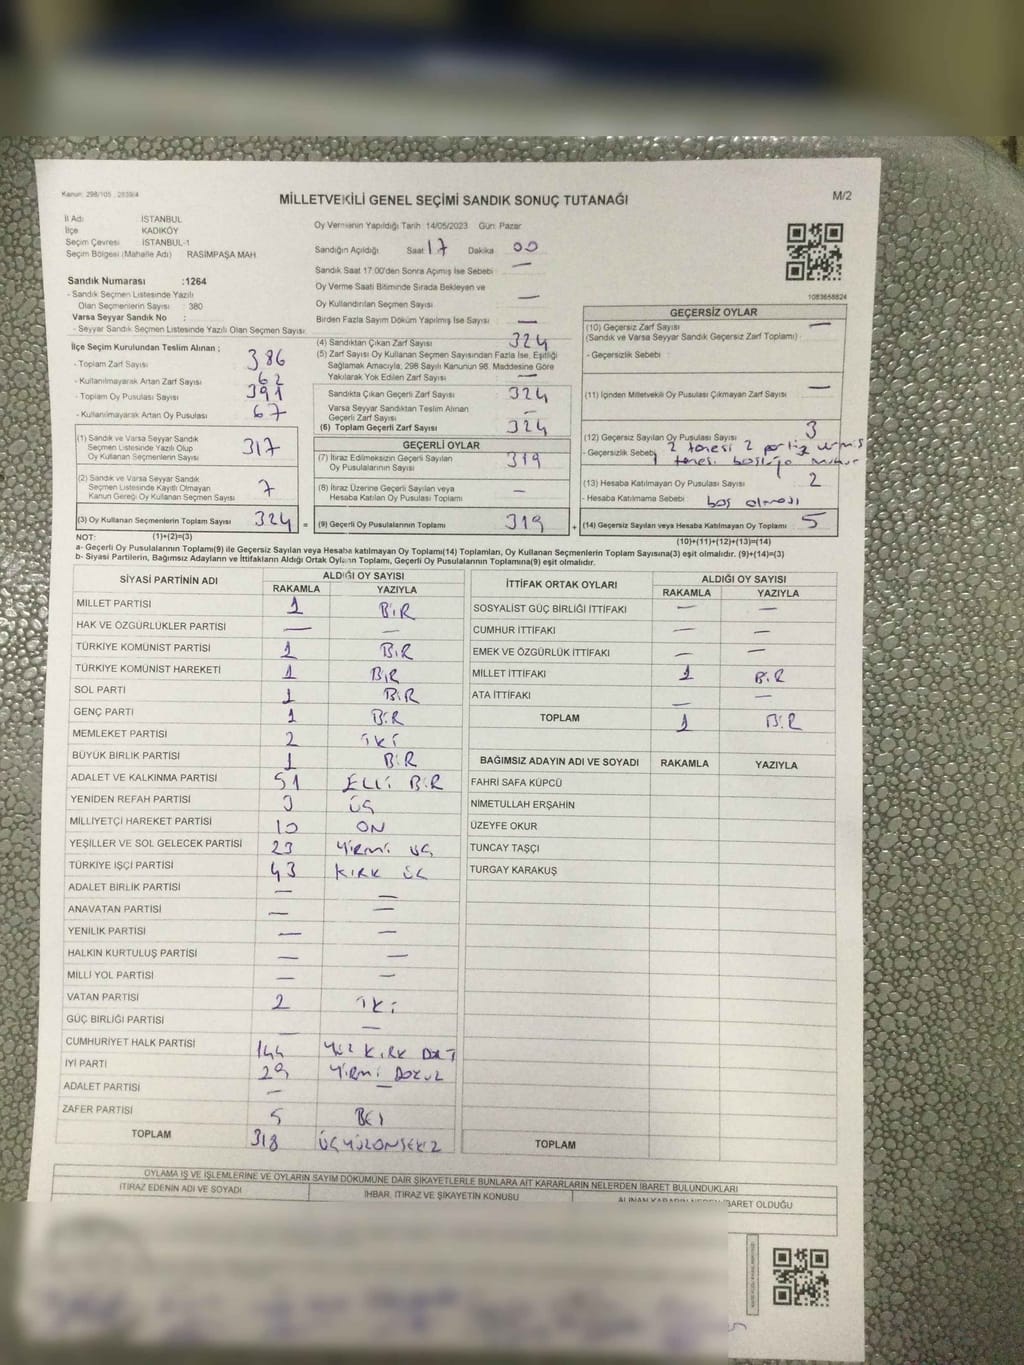 Kanun: 298/105 , 2839/4
MİLLETVEKİLİ GENEL SEÇİMİ SANDIK SONUÇ TUTANAĞI
M/2
İl Adı İSTANBUL
İlçe KADIKÖY
Seçim Çevresi İSTANBUL-1
Seçim Bölgesi (Mahalle Adı) RASİMPAŞA MAH
Oy Vermenin Yapıldığı Tarih: 14/05/2023 Gün: Pazar
Sandığın Açıldığı Saat 17 Dakika 00
Sandık Saat 17:00'den Sonra Açımış İse Sebebi —
Oy Verme Saati Bitiminde Sırada Bekleyen ve
Oy Kullandırılan Seçmen Sayısı —
Birden Fazla Sayım Döküm Yapılmış İse Sayısı —
Sandık Numarası :1264
- Sandık Seçmen Listesinde Yazılı
Olan Seçmenlerin Sayısı : 380
Varsa Seyyar Sandık No :
- Seyyar Sandık Seçmen Listesinde Yazılı Olan Seçmen Sayısı:
1083658824
İlçe Seçim Kurulundan Teslim Alınan ;
- Toplam Zarf Sayısı 386
- Kullanılmayarak Artan Zarf Sayısı 62
- Toplam Oy Pusulası 391
- Kullanılmayarak Artan Oy Pusulası 67
(1) Sandık ve Varsa Seyyar Sandık
Seçmen Listesinde Yazılı Olup
Oy Kullanan Seçmenlerin Sayısı 317
(2) Sandık ve Varsa Seyyar Sandık
Seçmen Listesinde Kayıtlı Olmayan
Kanun Gereği Oy Kullanan Seçmen Sayısı 7
(3) Oy Kullanan Seçmenlerin Toplam Sayısı 324 =
(1)+(2)=(3)
(4) Sandıktan Çıkan Zarf Sayısı 324
(5) Zarf Sayısı Oy Kullanan Seçmen Sayısından Fazla İse, Eşitliği
Sağlamak Amacıyla, 298 Sayılı Kanunun 98. Maddesine Göre
Yakılarak Yok Edilen Zarf Sayısı —
Sandıkta Çıkan Geçerli Zarf Sayısı 324
Varsa Seyyar Sandıktan Teslim Alınan
Geçerli Zarf Sayısı —
(6) Toplam Geçerli Zarf Sayısı 324
GEÇERLİ OYLAR
(7) İtiraz Edilmeksizin Geçerli Sayılan
Oy Pusulalarının Sayısı 319
(8) İtiraz Üzerine Geçerli Sayılan veya
Hesaba Katılan Oy Pusulası Toplamı —
(9) Geçerli Oy Pusulalarının Toplamı 319 +
GEÇERSİZ OYLAR
(10) Geçersiz Zarf Sayısı —
(Sandık ve Varsa Seyyar Sandık Geçersiz Zarf Toplamı) :
- Geçersizlik Sebebi :
(11) İçinden Milletvekili Oy Pusulası Çıkmayan Zarf Sayısı —
(12) Geçersiz Sayılan Oy Pusulası Sayısı 3
- Geçersizlik Sebebi 2 tanesi 2 partiye
1 tanesi boşluğa mühür
(13) Hesaba Katılmayan Oy Pusulası Sayısı 2
- Hesaba Katılmama Sebebi : boş olması
(14) Geçersiz Sayılan veya Hesaba Katılmayan Oy Toplamı 5
(10)+(11)+(12)+(13)=(14)
NOT:
a- Geçerli Oy Pusulalarının Toplamı(9) ile Geçersiz Sayılan veya Hesaba katılmayan Oy Toplamı(14) Toplamları, Oy Kullanan Seçmenlerin Toplam Sayısına(3) eşit olmalıdır. (9)+(14)=(3)
b- Siyasi Partilerin, Bağımsız Adayların ve İttifakların Aldığı Ortak Oyların Toplamı, Geçerli Oy Pusulalarının Toplamına(9) eşit olmalıdır.
SİYASİ PARTİNİN ADI ALDIĞI OY SAYISI
RAKAMLA YAZIYLA
MİLLET PARTİSİ 1 BİR
HAK VE ÖZGÜRLÜKLER PARTİSİ — —
TÜRKİYE KOMÜNİST PARTİSİ 1 BİR
TÜRKİYE KOMÜNİST HAREKETİ 1 BİR
SOL PARTİ 1 BİR
GENÇ PARTİ 1 BİR
MEMLEKET PARTİSİ 2 İKİ
BÜYÜK BİRLİK PARTİSİ 1 BİR
ADALET VE KALKINMA PARTİSİ 51 ELLİ BİR
YENİDEN REFAH PARTİSİ 3 ÜÇ
MİLLİYETÇİ HAREKET PARTİSİ 10 ON
YEŞİLLER VE SOL GELECEK PARTİSİ 23 YİRMİ ÜÇ
TÜRKİYE İŞÇİ PARTİSİ 43 KIRK ÜÇ
ADALET BİRLİK PARTİSİ — —
ANAVATAN PARTİSİ — —
YENİLİK PARTİSİ — —
HALKIN KURTULUŞ PARTİSİ — —
MİLLİ YOL PARTİSİ — —
VATAN PARTİSİ 2 İKİ
GÜÇ BİRLİĞİ PARTİSİ — —
CUMHURİYET HALK PARTİSİ 144 YÜZ KIRK DÖRT
İYİ PARTİ 29 YİRMİ DOKUZ
ADALET PARTİSİ — —
ZAFER PARTİSİ 5 BEŞ
TOPLAM 318 ÜÇYÜZONSEKİZ
İTTİFAK ORTAK OYLARI ALDIĞI OY SAYISI
RAKAMLA YAZIYLA
SOSYALİST GÜÇ BİRLİĞİ İTTİFAKI — —
CUMHUR İTTİFAKI — —
EMEK VE ÖZGÜRLÜK İTTİFAKI — —
MİLLET İTTİFAKI 1 BİR
ATA İTTİFAKI — —
TOPLAM 1 BİR
BAĞIMSIZ ADAYIN ADI VE SOYADI RAKAMLA YAZIYLA
FAHRİ SAFA KÜPCÜ
NİMETULLAH ERŞAHİN
ÜZEYFE OKUR
TUNCAY TAŞÇI
TURGAY KARAKUŞ
TOPLAM
OYLAMA İŞ VE İŞLEMLERİNE VE OYLARIN SAYIM DÖKÜMÜNE DAİR ŞİKAYETLERLE BUNLARA AİT KARARLARIN NELERDEN İBARET BULUNDUKLARI
İTİRAZ EDENİN ADI VE SOYADI İHBAR, İTİRAZ VE ŞİKAYETİN KONUSU ALINAN KARARIN NEDEN İBARET OLDUĞU